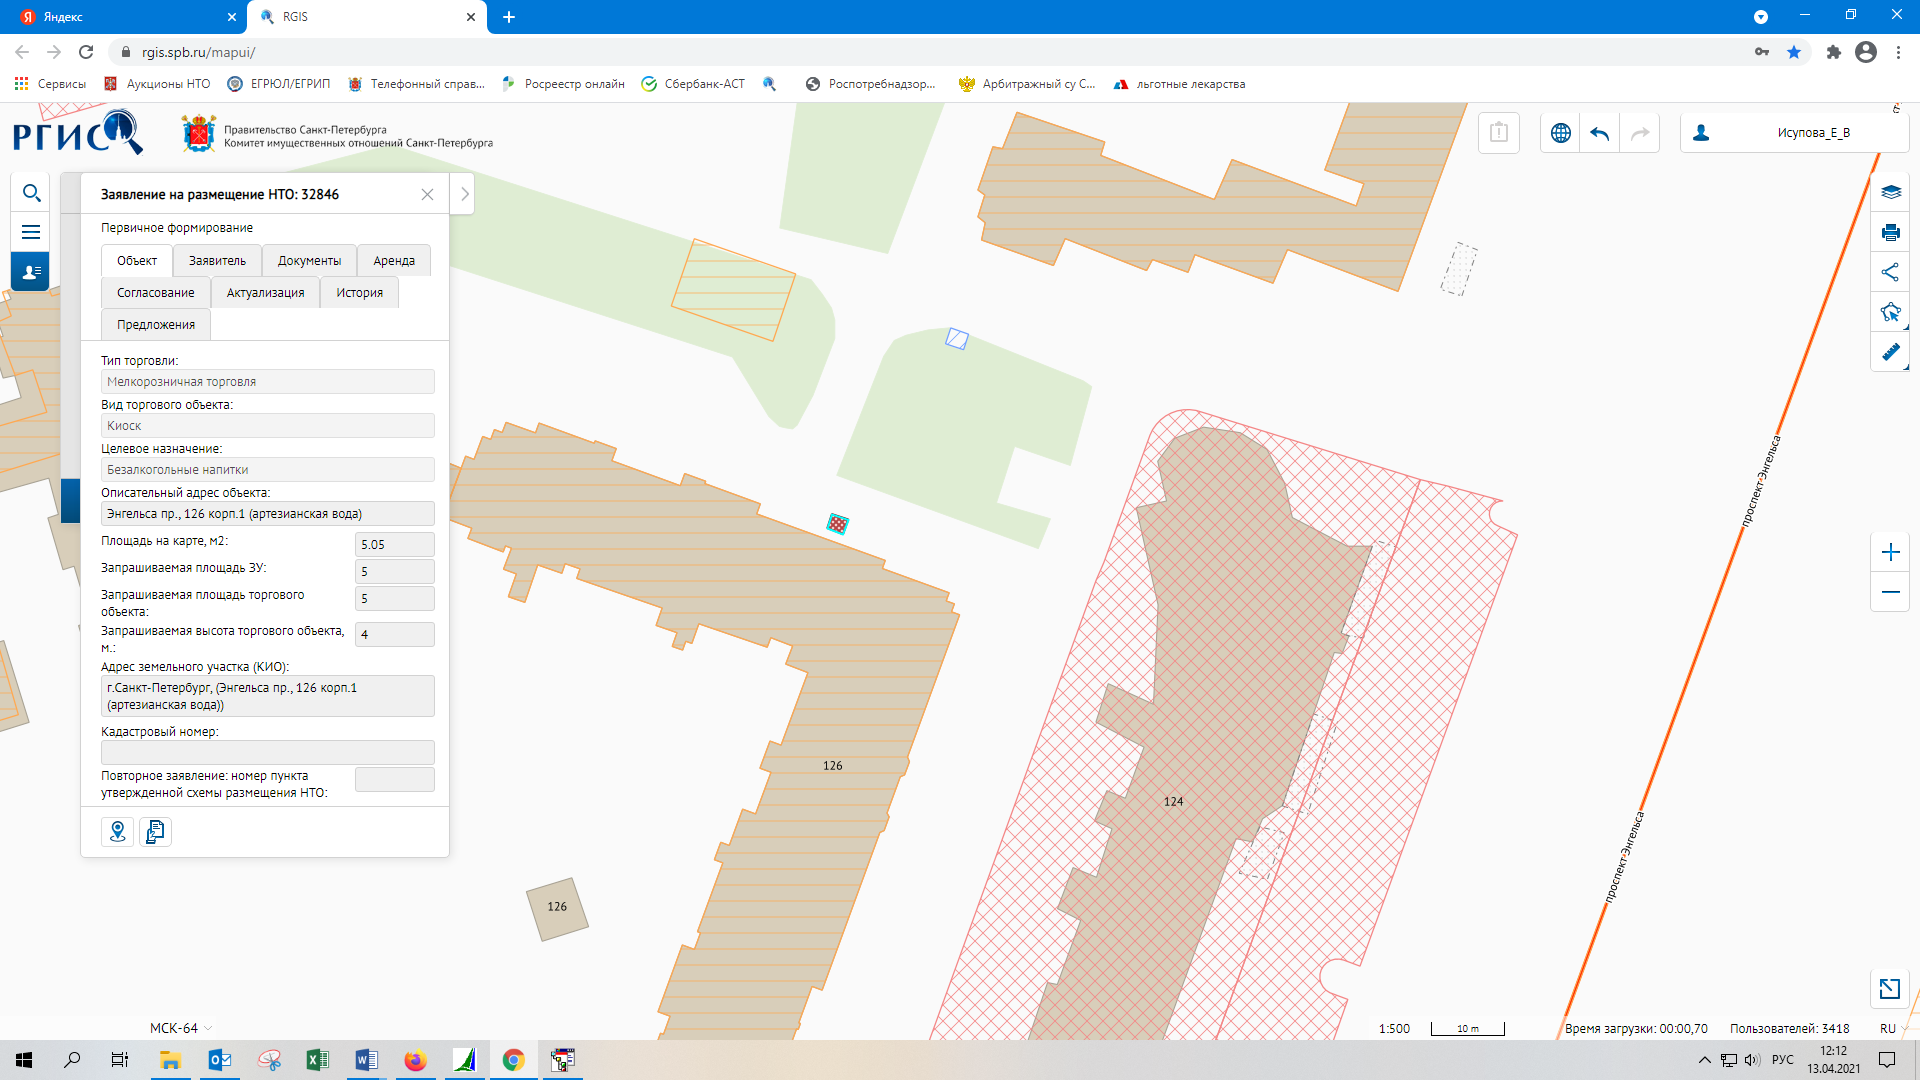 Яндекс
RGIS
rgis.spb.ru/mapui/
Сервисы
Аукционы НТО
ЕГРЮЛ/ЕГРИП
Телефонный справ...
Росреестр онлайн
Сбербанк-АСТ
Роспотребнадзор...
Арбитражный су С...
льготные лекарства
РГИС
Правительство Санкт-Петербурга
Комитет имущественных отношений Санкт-Петербурга
Исупова_Е_В
Заявление на размещение НТО: 32846
Первичное формирование
Объект
Заявитель
Документы
Аренда
Согласование
Актуализация
История
Предложения
Тип торговли:
Мелкорозничная торговля
Вид торгового объекта:
Киоск
Целевое назначение:
Безалкогольные напитки
Описательный адрес объекта:
Энгельса пр., 126 корп.1 (артезианская вода)
Площадь на карте, м2:
5.05
Запрашиваемая площадь ЗУ:
5
Запрашиваемая площадь торгового
объекта:
5
Запрашиваемая высота торгового объекта,
м.:
4
Адрес земельного участка (КИО):
г.Санкт-Петербург, (Энгельса пр., 126 корп.1
(артезианская вода))
Кадастровый номер:
Повторное заявление: номер пункта
утвержденной схемы размещения НТО:
126
124
126
проспект Энгельса
проспект Энгельса
МСК-64
1:500
10 m
Время загрузки: 00:00,70
Пользователей: 3418
RU
РУС
12:12
13.04.2021